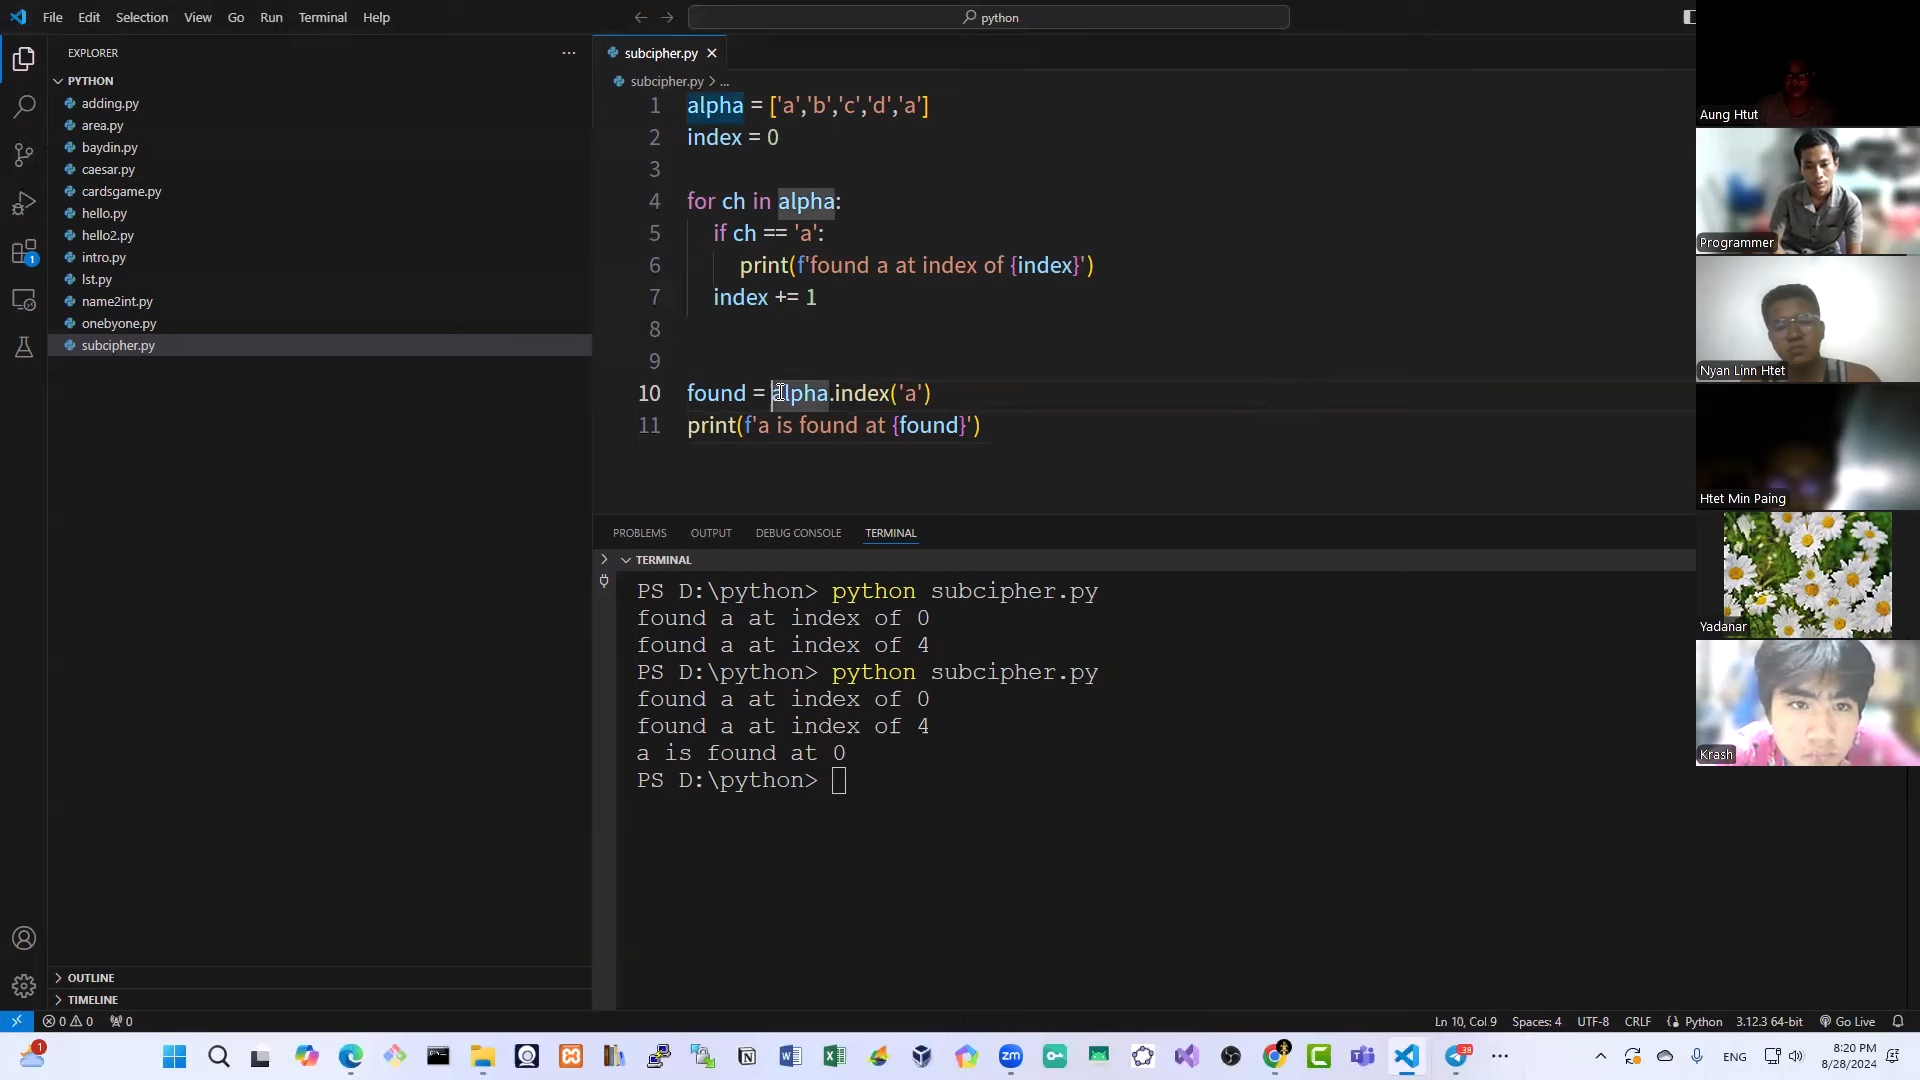 File Edit Selection View Go Run Terminal Help
python
EXPLORER
PYTHON
adding.py
area.py
baydin.py
caesar.py
cardsgame.py
hello.py
hello2.py
intro.py
lst.py
name2int.py
onebyone.py
subcipher.py
OUTLINE
TIMELINE
1
subcipher.py
subcipher.py > ...
1 alpha = ['a','b','c','d','a']
2 index = 0
3
4 for ch in alpha:
5 if ch == 'a':
6 print(f'found a at index of {index}')
7 index += 1
8
9
10 found = alpha.index('a')
11 print(f'a is found at {found}')
PROBLEMS OUTPUT DEBUG CONSOLE TERMINAL
TERMINAL
PS D:\python> python subcipher.py
found a at index of 0
found a at index of 4
PS D:\python> python subcipher.py
found a at index of 0
found a at index of 4
a is found at 0
PS D:\python>
Aung Htut
Programmer
Nyan Linn Htet
Htet Min Paing
Yadanar
Krash
0 0 0
Ln 10, Col 9 Spaces: 4 UTF-8 CRLF Python 3.12.3 64-bit Go Live
1
zm
38
ENG
8:20 PM
8/28/2024